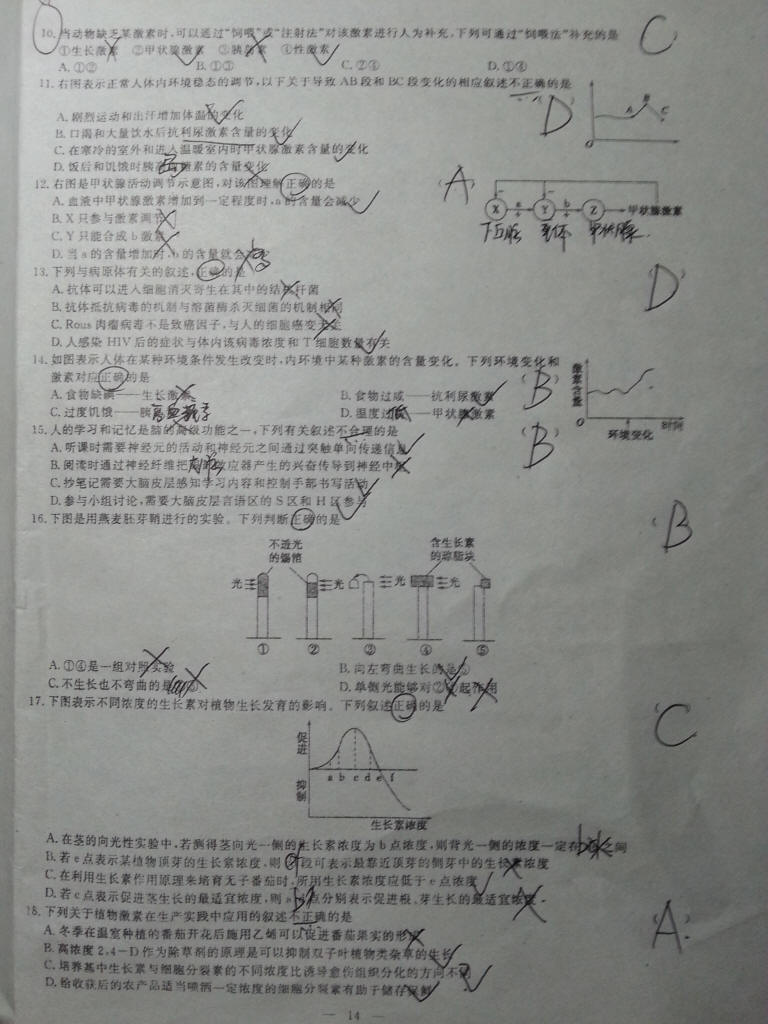 10. 当动物缺乏某激素时,可以通过“饲喂”或“注射法”对该激素进行人为补充,下列可通过“饲喂法”补充的是 C
①生长激素 ②甲状腺激素 ③胰岛素 ④性激素
A. ①② B. ①③ C. ②④ D. ①④
11. 右图表示正常人体内环境稳态的调节,以下关于导致AB段和BC段变化的相应叙述不正确的是 D
A. 剧烈运动和出汗增加体温的变化
B. 口渴和大量饮水后抗利尿激素含量的变化
C. 在寒冷的室外和进入温暖室内时甲状腺激素含量的变化
D. 饭后和饥饿时胰高血糖素的含量变化
A B C
O
12. 右图是甲状腺活动调节示意图,对该图理解正确的是 A
A. 血液中甲状腺激素增加到一定程度时,a的含量会减少
B. X只参与激素调节
C. Y只能合成b激素
D. 当a的含量增加时,b的含量就会
X a Y b Z 甲状腺激素
下丘脑 垂体 甲状腺
13. 下列与病原体有关的叙述,正确的是 D
A. 抗体可以进入细胞消灭寄生在其中的结核杆菌
B. 抗体抵抗病毒的机制与溶菌酶杀灭细菌的机制相同
C. Rous肉瘤病毒不是致癌因子,与人的细胞癌变无关
D. 人感染HIV后的症状与体内该病毒浓度和T细胞数量有关
14. 如图表示人体在某种环境条件发生改变时,内环境中某种激素的含量变化。下列环境变化和
激素对应正确的是 B
A. 食物缺碘——生长激素 B. 食物过咸——抗利尿激素
C. 过度饥饿——胰 D. 温度过低——甲状腺激素
激素含量
O 时间
环境变化
15. 人的学习和记忆是脑的高级功能之一,下列有关叙述不合理的是 B
A. 听课时需要神经元的活动和神经元之间通过突触单向传递信息
B. 阅读时通过神经纤维把效应器产生的兴奋传导到神经中枢
C. 抄笔记需要大脑皮层感知学习内容和控制手部书写活动
D. 参与小组讨论,需要大脑皮层言语区的S区和H区参与
16. 下图是用燕麦胚芽鞘进行的实验。下列判断正确的是 B
不透光的锡箔 含生长素的琼脂块
光 光 光
① ② ③ ④ ⑤
A. ①④是一组对照实验 B. 向左弯曲生长的是⑤
C. 不生长也不弯曲的是 D. 单侧光能够对②起作用
17. 下图表示不同浓度的生长素对植物生长发育的影响。下列叙述正确的是 C
促进
抑制
a b c d e f
生长素浓度
A. 在茎的向光性实验中,若测得茎向光一侧的生长素浓度为b点浓度,则背光一侧的浓度一定在之间
B. 若c点表示某植物顶芽的生长素浓度,则段可表示最靠近顶芽的侧芽中的生长素浓度
C. 在利用生长素作用原理来培育无子番茄时,所用生长素浓度应低于e点浓度
D. 若c点表示促进茎生长的最适宜浓度,则a点分别表示促进根、芽生长的最适宜浓度
18. 下列关于植物激素在生产实践中应用的叙述不正确的是 A
A. 冬季在温室种植的番茄开花后施用乙烯可以促进番茄果实的形成
B. 高浓度2,4-D作为除草剂的原理是可以抑制双子叶植物类杂草的生长
C. 培养基中生长素与细胞分裂素的不同浓度比诱导愈伤组织分化的方向不同
D. 给收获后的农产品适当喷洒一定浓度的细胞分裂素有助于储存保鲜
— 14 —